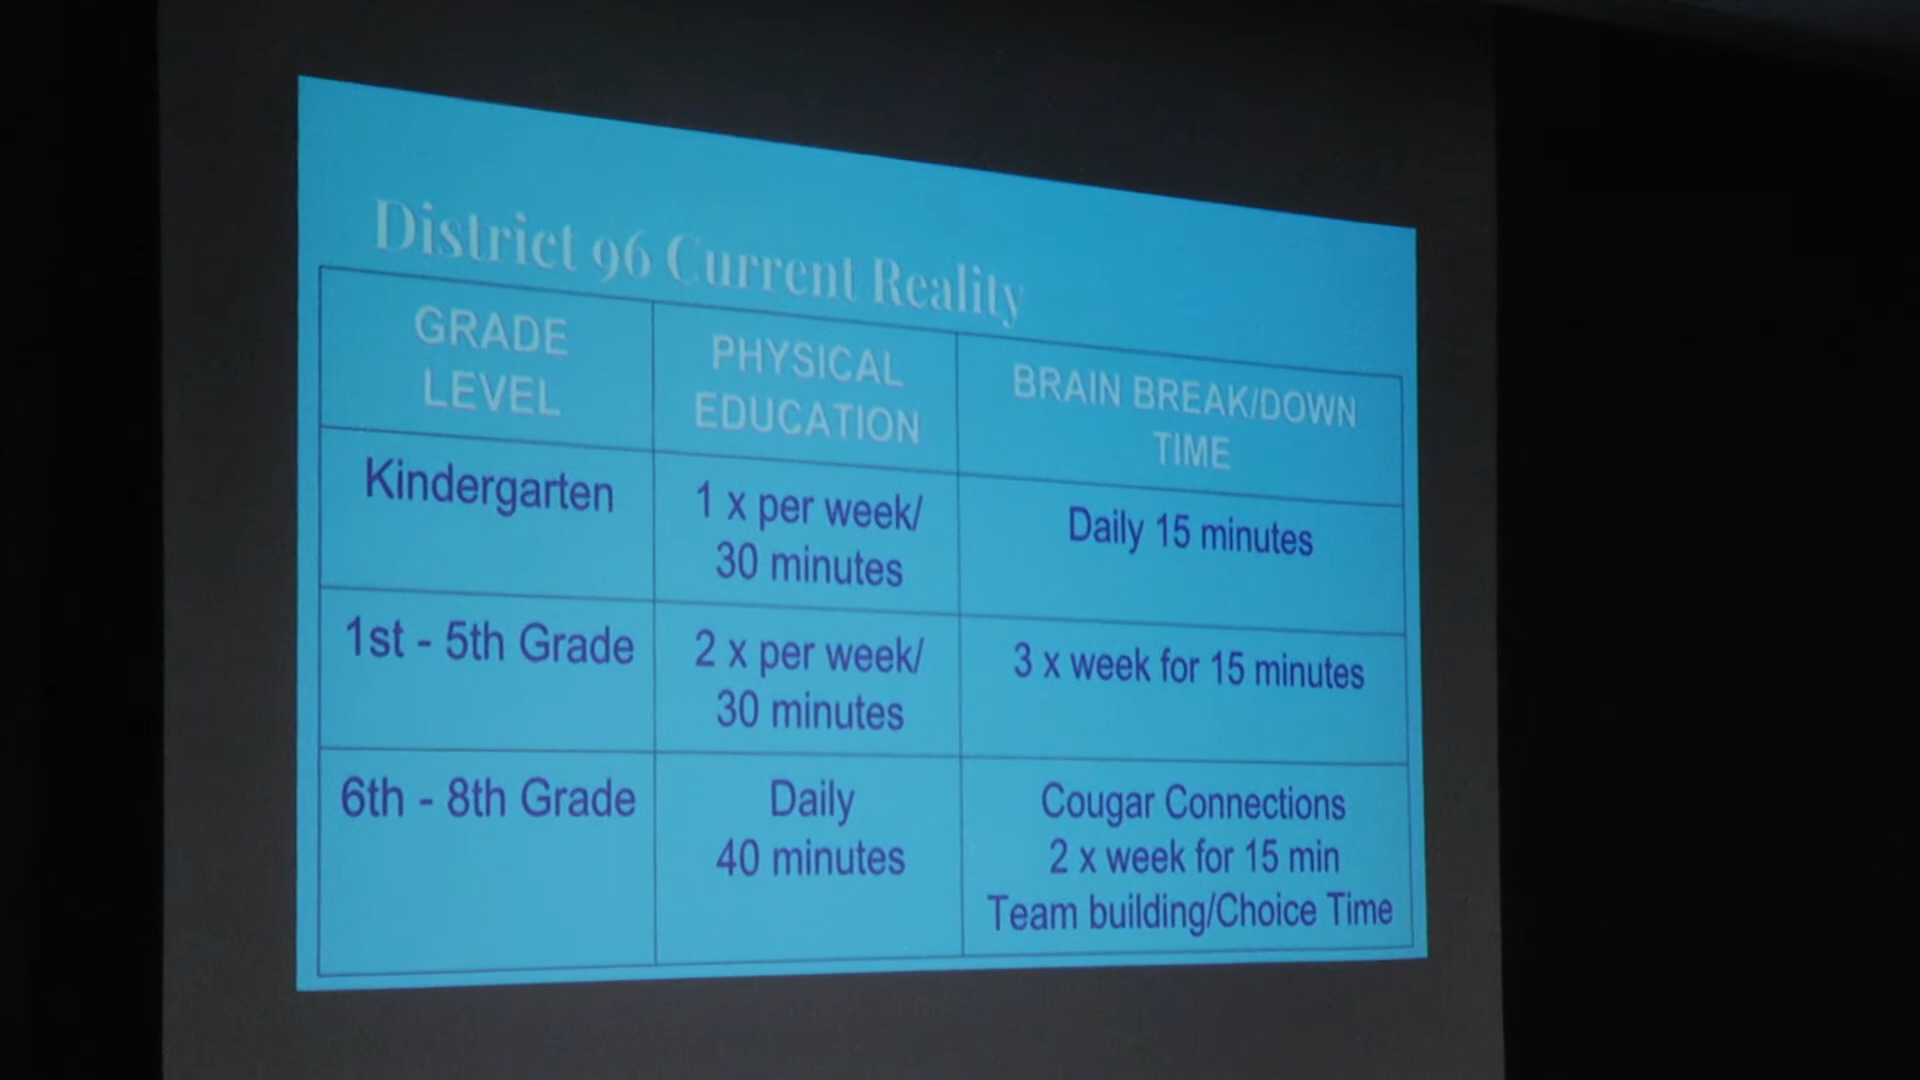 District 96 Current Reality
GRADE
LEVEL
PHYSICAL
EDUCATION
BRAIN BREAK/DOWN
TIME
Kindergarten
1 x per week/
30 minutes
Daily 15 minutes
1st - 5th Grade
2 x per week/
30 minutes
3 x week for 15 minutes
6th - 8th Grade
Daily
40 minutes
Cougar Connections
2 x week for 15 min
Team building/Choice Time